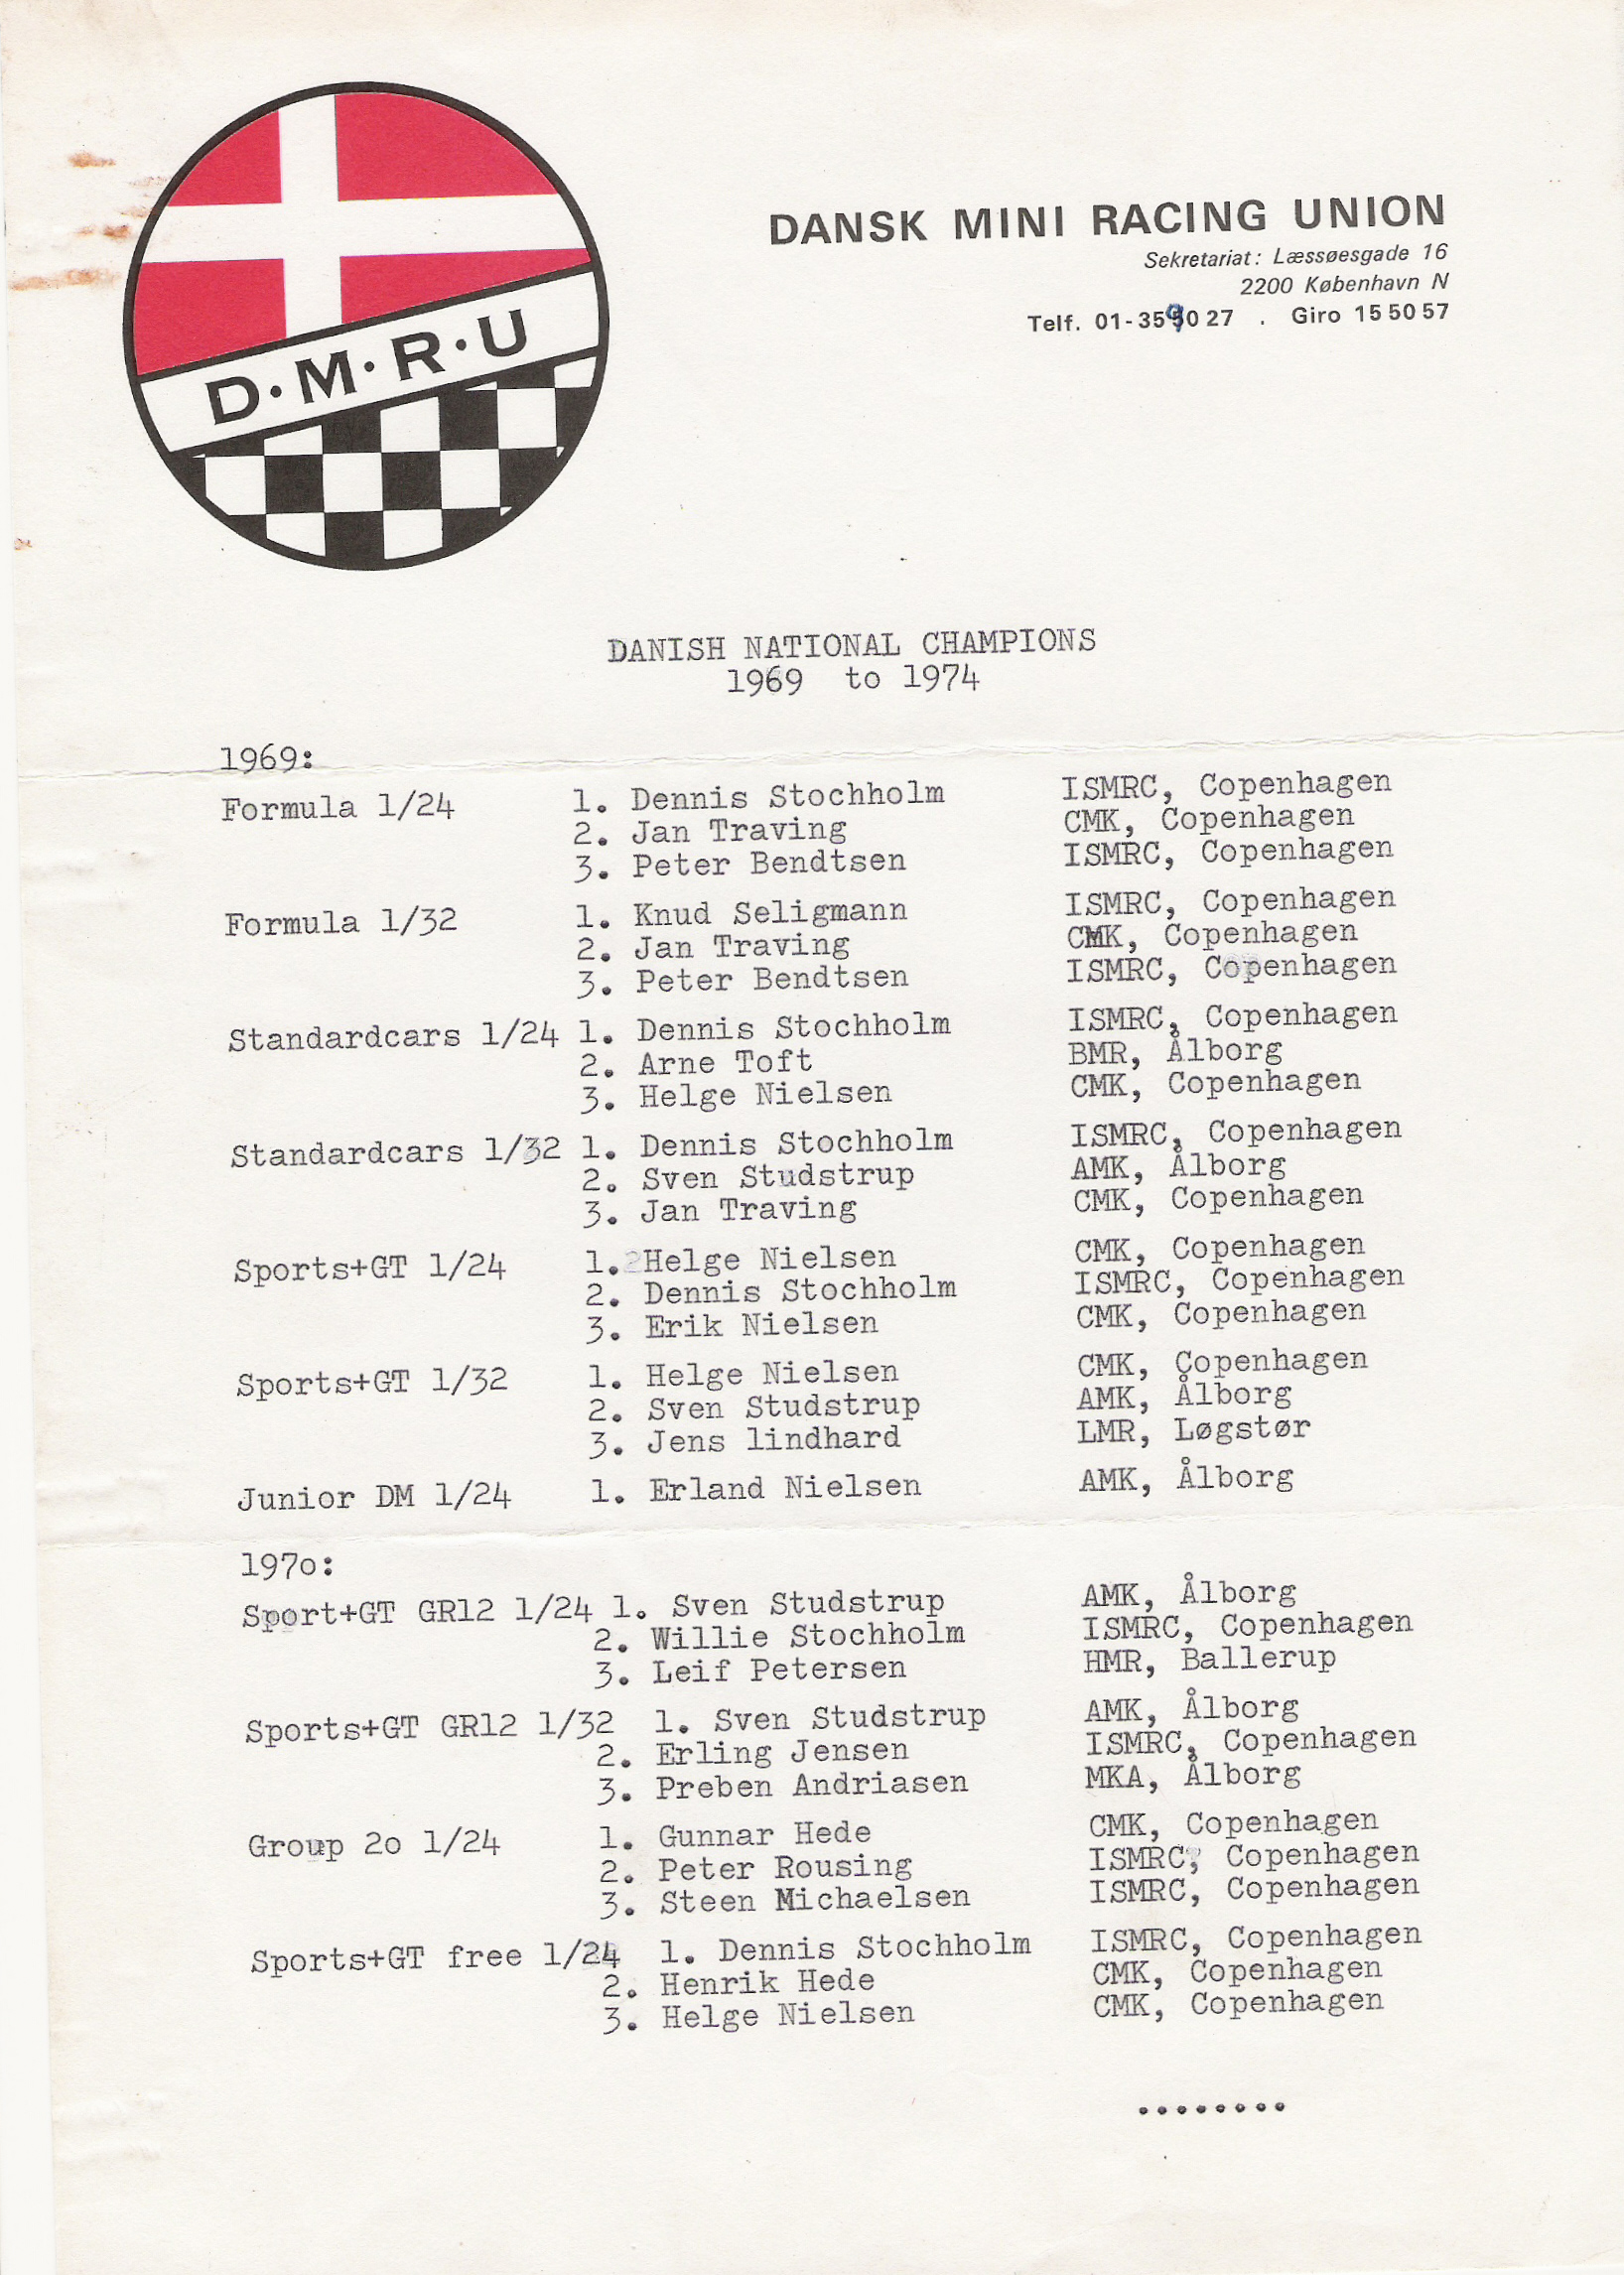 D·M·R·U
DANSK MINI RACING UNION
Sekretariat: Læssøesgade 16
2200 København N
Telf. 01-35 90 27 . Giro 15 50 57
DANISH NATIONAL CHAMPIONS
1969 to 1974
1969:
Formula 1/24 1. Dennis Stochholm ISMRC, Copenhagen
2. Jan Traving CMK, Copenhagen
3. Peter Bendtsen ISMRC, Copenhagen
Formula 1/32 1. Knud Seligmann ISMRC, Copenhagen
2. Jan Traving CMK, Copenhagen
3. Peter Bendtsen ISMRC, Copenhagen
Standardcars 1/24 1. Dennis Stochholm ISMRC, Copenhagen
2. Arne Toft BMR, Ålborg
3. Helge Nielsen CMK, Copenhagen
Standardcars 1/32 1. Dennis Stochholm ISMRC, Copenhagen
2. Sven Studstrup AMK, Ålborg
3. Jan Traving CMK, Copenhagen
Sports+GT 1/24 1. Helge Nielsen CMK, Copenhagen
2. Dennis Stochholm ISMRC, Copenhagen
3. Erik Nielsen CMK, Copenhagen
Sports+GT 1/32 1. Helge Nielsen CMK, Copenhagen
2. Sven Studstrup AMK, Ålborg
3. Jens lindhard LMR, Løgstør
Junior DM 1/24 1. Erland Nielsen AMK, Ålborg
197o:
Sport+GT GR12 1/24 1. Sven Studstrup AMK, Ålborg
2. Willie Stochholm ISMRC, Copenhagen
3. Leif Petersen HMR, Ballerup
Sports+GT GR12 1/32 1. Sven Studstrup AMK, Ålborg
2. Erling Jensen ISMRC, Copenhagen
3. Preben Andriasen MKA, Ålborg
Group 2o 1/24 1. Gunnar Hede CMK, Copenhagen
2. Peter Rousing ISMRC, Copenhagen
3. Steen Michaelsen ISMRC, Copenhagen
Sports+GT free 1/24 1. Dennis Stochholm ISMRC, Copenhagen
2. Henrik Hede CMK, Copenhagen
3. Helge Nielsen CMK, Copenhagen
........